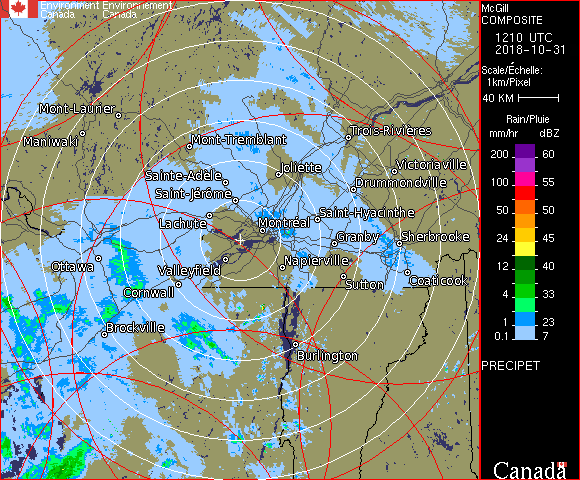 Environment Environnement
Canada Canada
McGill
COMPOSITE
1210 UTC
2018-10-31
Scale/Échelle:
1km/Pixel
40 KM
Rain/Pluie
mm/hr dBZ
200 60
100 55
50 50
24 45
12 40
4 33
1 23
0.1 7
PRECIPET
Canada
Mont-Laurier
Maniwaki
Mont-Tremblant
Trois-Rivières
Joliette
Victoriaville
Sainte-Adèle
Drummondville
Saint-Jérôme
Saint-Hyacinthe
Lachute
Montréal
Granby
Sherbrooke
Ottawa
Valleyfield
Napierville
Cornwall
Sutton
Coaticook
Brockville
Burlington